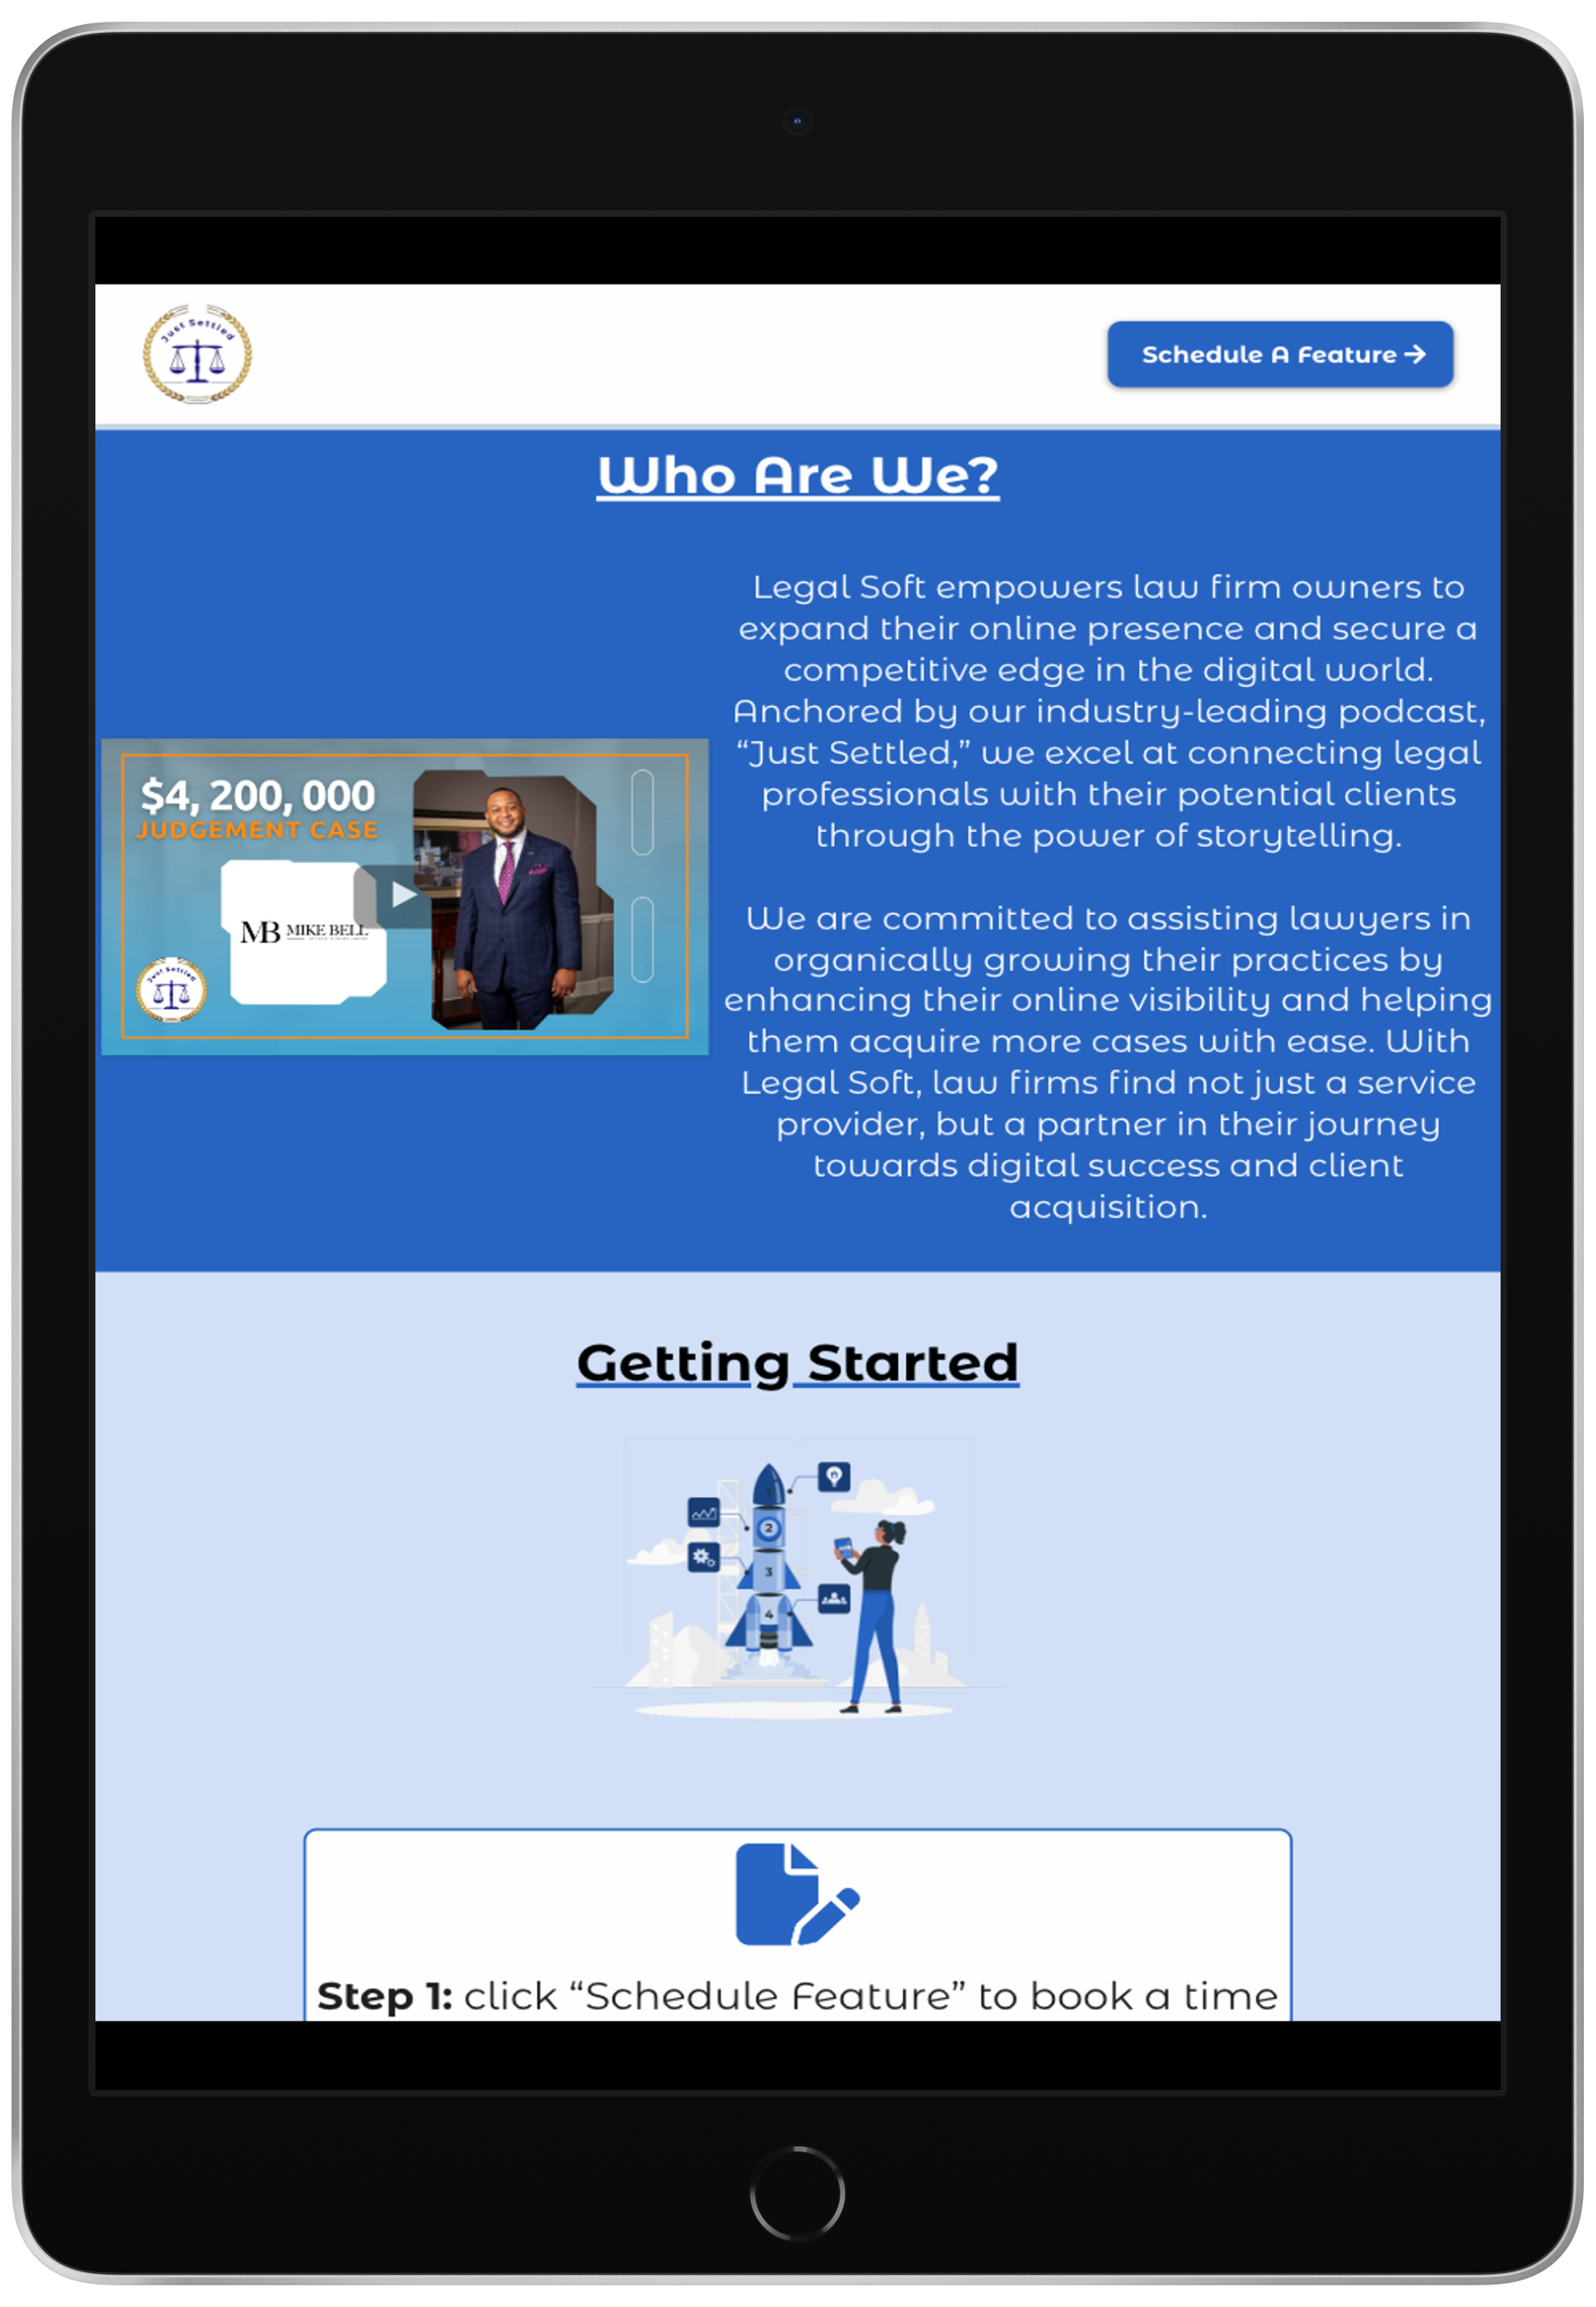 Just Settled
Schedule A Feature
Who Are We?
$4, 200, 000
JUDGEMENT CASE
MB MIKE BELL
Just Settled
Legal Soft empowers law firm owners to
expand their online presence and secure a
competitive edge in the digital world.
Anchored by our industry-leading podcast,
“Just Settled,” we excel at connecting legal
professionals with their potential clients
through the power of storytelling.
We are committed to assisting lawyers in
organically growing their practices by
enhancing their online visibility and helping
them acquire more cases with ease. With
Legal Soft, law firms find not just a service
provider, but a partner in their journey
towards digital success and client
acquisition.
Getting Started
1
2
3
4
Step 1: click “Schedule Feature” to book a time